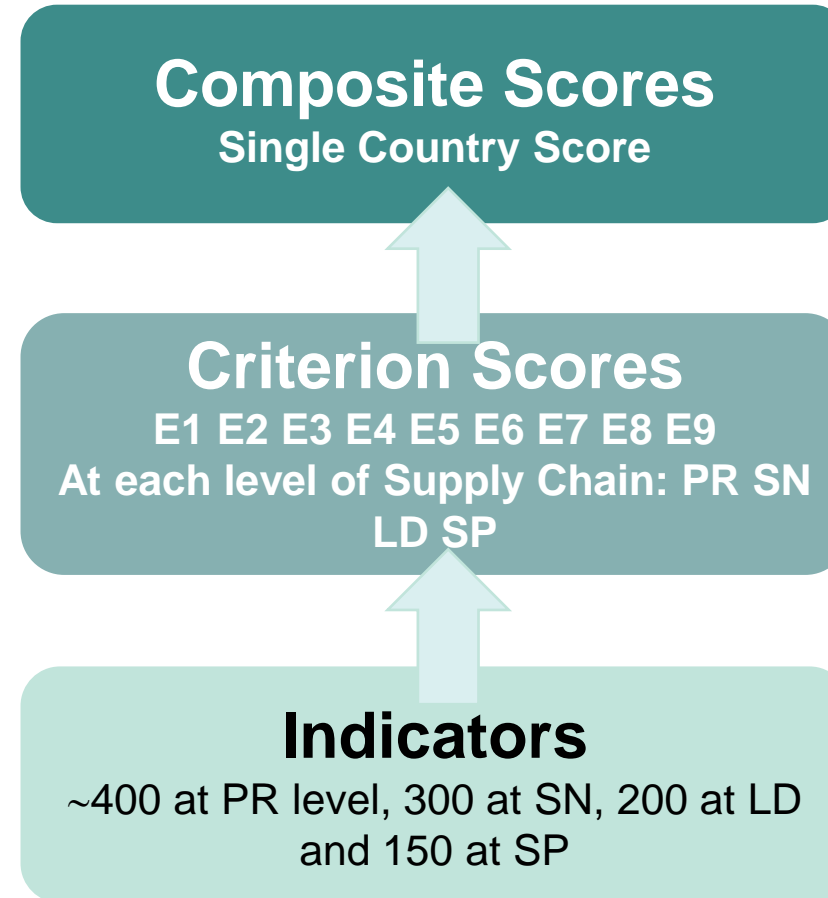 Composite Scores
Single Country Score
Criterion Scores
E1 E2 E3 E4 E5 E6 E7 E8 E9
At each level of Supply Chain: PR SN
LD SP
Indicators
~400 at PR level, 300 at SN, 200 at LD
and 150 at SP